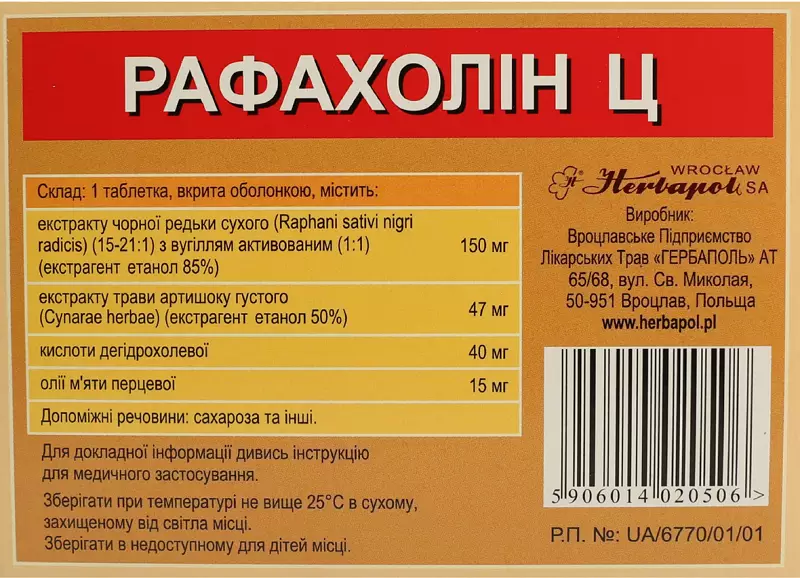 РАФАХОЛІН Ц
Склад: 1 таблетка, вкрита оболонкою, містить:
екстракту чорної редьки сухого (Raphani sativi nigri
radicis) (15-21:1) з вугіллям активованим (1:1)
(екстрагент етанол 85%)
150 мг
екстракту трави артишоку густого
(Cynarae herbae) (екстрагент етанол 50%)
47 мг
кислоти дегідрохолевої
40 мг
олії м'яти перцевої
15 мг
Допоміжні речовини: сахароза та інші.
Для докладної інформації дивись інструкцію
для медичного застосування.
Зберігати при температурі не вище 25°С в сухому,
захищеному від світла місці.
Зберігати в недоступному для дітей місці.
WROCŁAW
Herbapol SA
Виробник:
Вроцлавське Підприємство
Лікарських Трав «ГЕРБАПОЛЬ» АТ
65/68, вул. Св. Миколая,
50-951 Вроцлав, Польща
www.herbapol.pl
5 906014 020506 >
Р.П. №: UA/6770/01/01